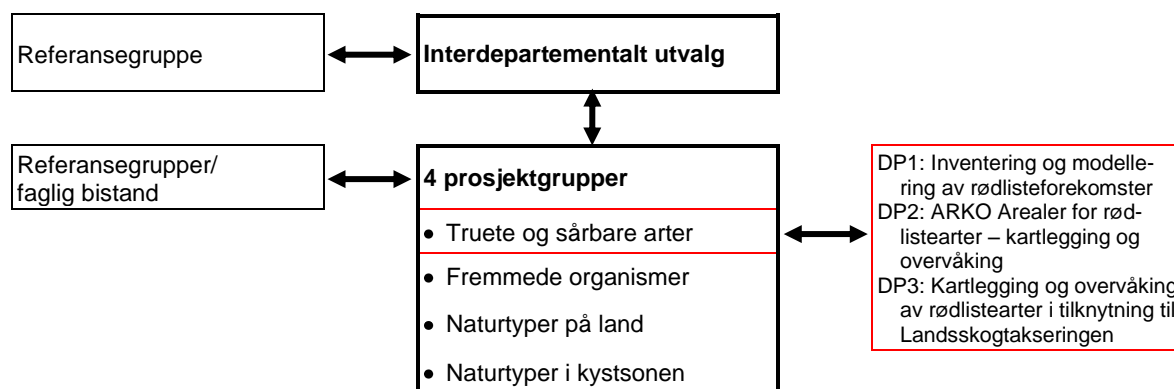 Referansegruppe
Interdepartementalt utvalg
Referansegrupper/
faglig bistand
4 prosjektgrupper
• Truete og sårbare arter
• Fremmede organismer
• Naturtyper på land
• Naturtyper i kystsonen
DP1: Inventering og modelle-
ring av rødlisteforekomster
DP2: ARKO Arealer for rød-
listearter – kartlegging og
overvåking
DP3: Kartlegging og overvåking
av rødlistearter i tilknytning til
Landsskogtakseringen